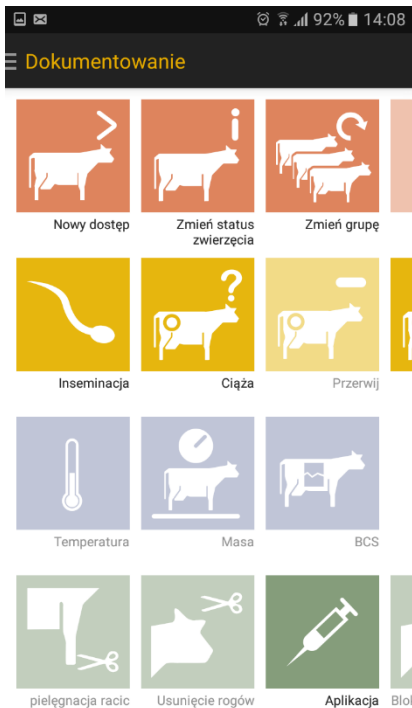 92% 14:08
Dokumentowanie
Nowy dostęp
Zmień status
zwierzęcia
Zmień grupę
Inseminacja
Ciąża
Przerwij
Temperatura
Masa
BCS
pielęgnacja racic
Usunięcie rogów
Aplikacja